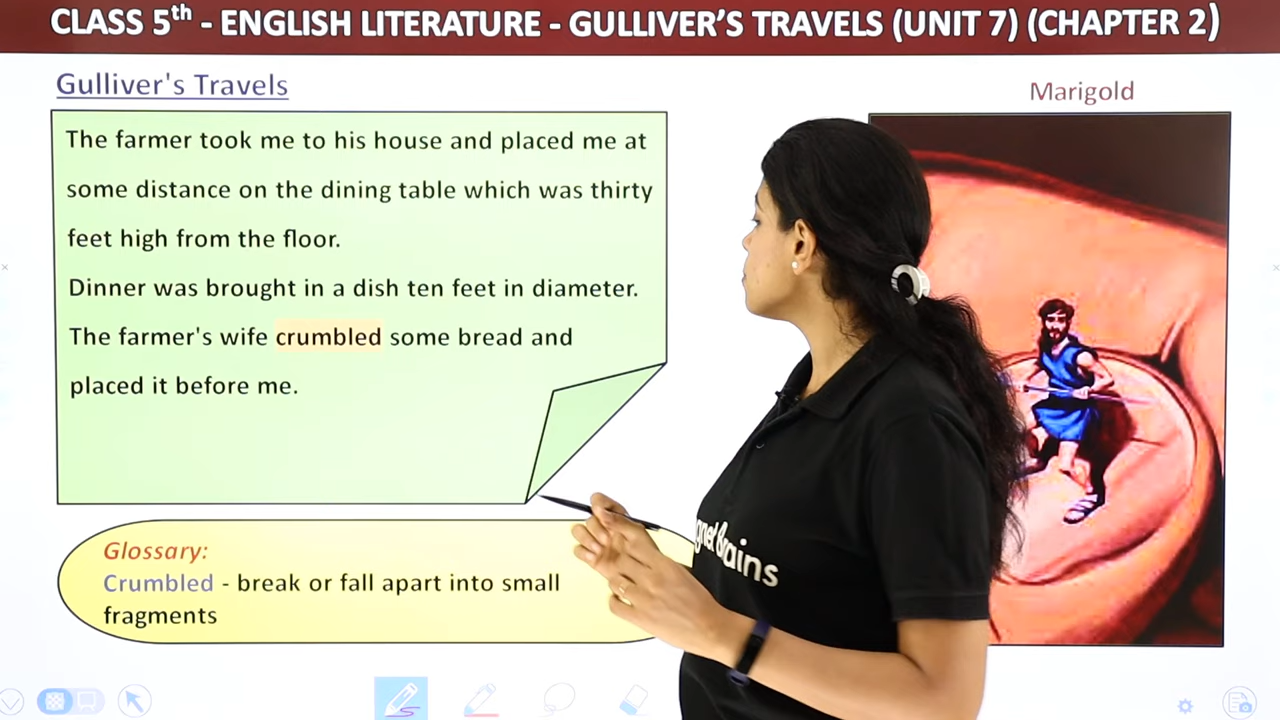 CLASS 5th - ENGLISH LITERATURE - GULLIVER'S TRAVELS (UNIT 7) (CHAPTER 2)
Gulliver's Travels
Marigold
The farmer took me to his house and placed me at
some distance on the dining table which was thirty
feet high from the floor.
Dinner was brought in a dish ten feet in diameter.
The farmer's wife crumbled some bread and
placed it before me.
Glossary:
Crumbled - break or fall apart into small
fragments
Brains